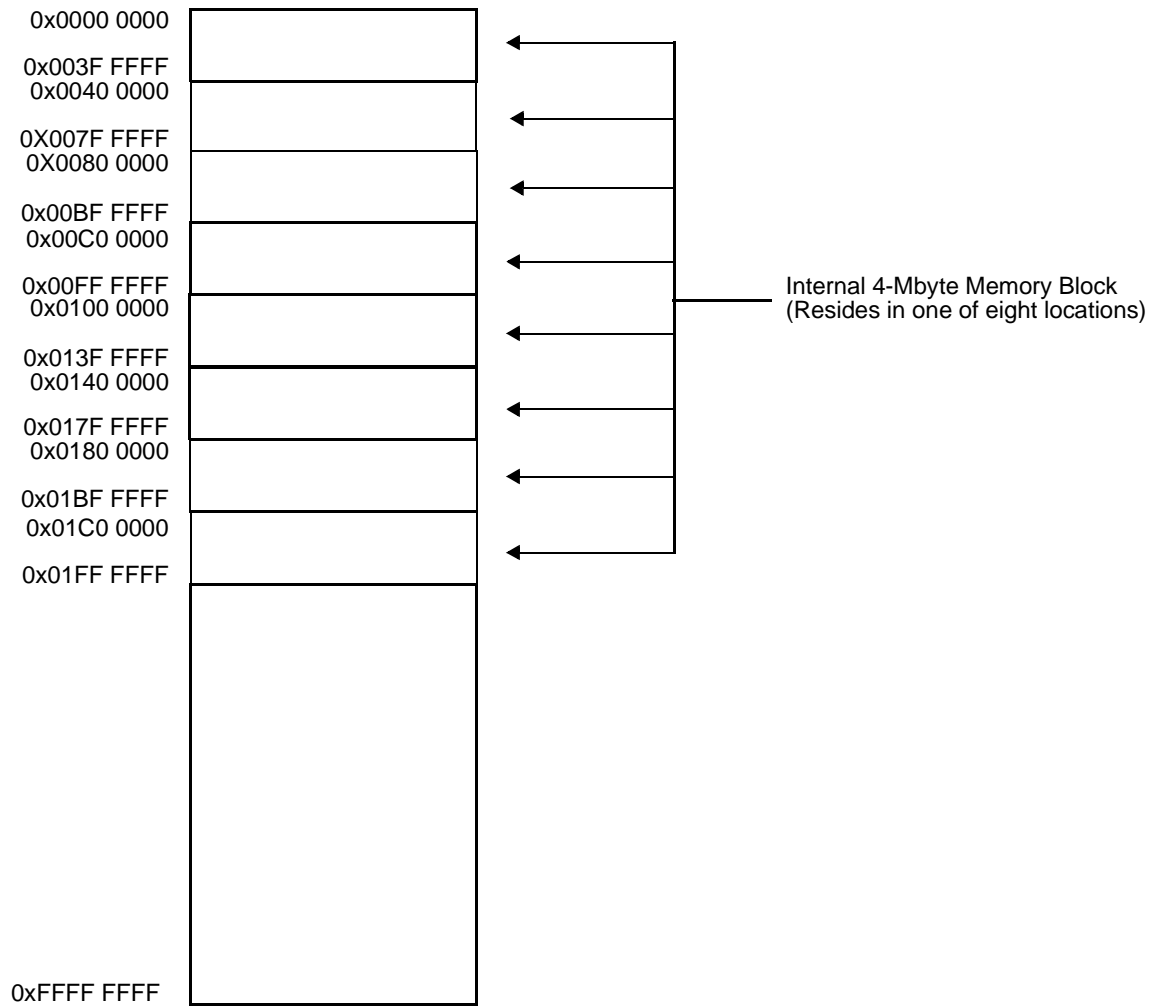 0x0000 0000
0x003F FFFF
0x0040 0000
0X007F FFFF
0X0080 0000
0x00BF FFFF
0x00C0 0000
0x00FF FFFF
0x0100 0000
0x013F FFFF
0x0140 0000
0x017F FFFF
0x0180 0000
0x01BF FFFF
0x01C0 0000
0x01FF FFFF
0xFFFF FFFF
Internal 4-Mbyte Memory Block
(Resides in one of eight locations)